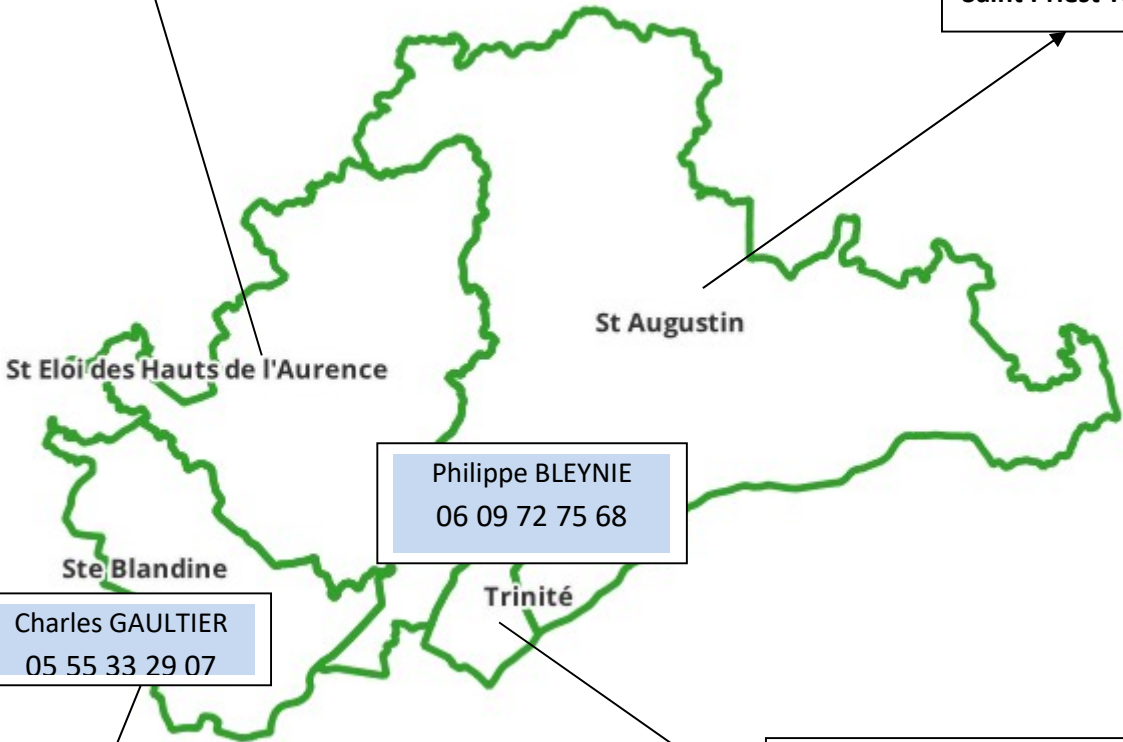 St Augustin
St Eloi des Hauts de l'Aurence
Philippe BLEYNIE
06 09 72 75 68
Ste Blandine
Trinité
Charles GAULTIER
05 55 33 29 07